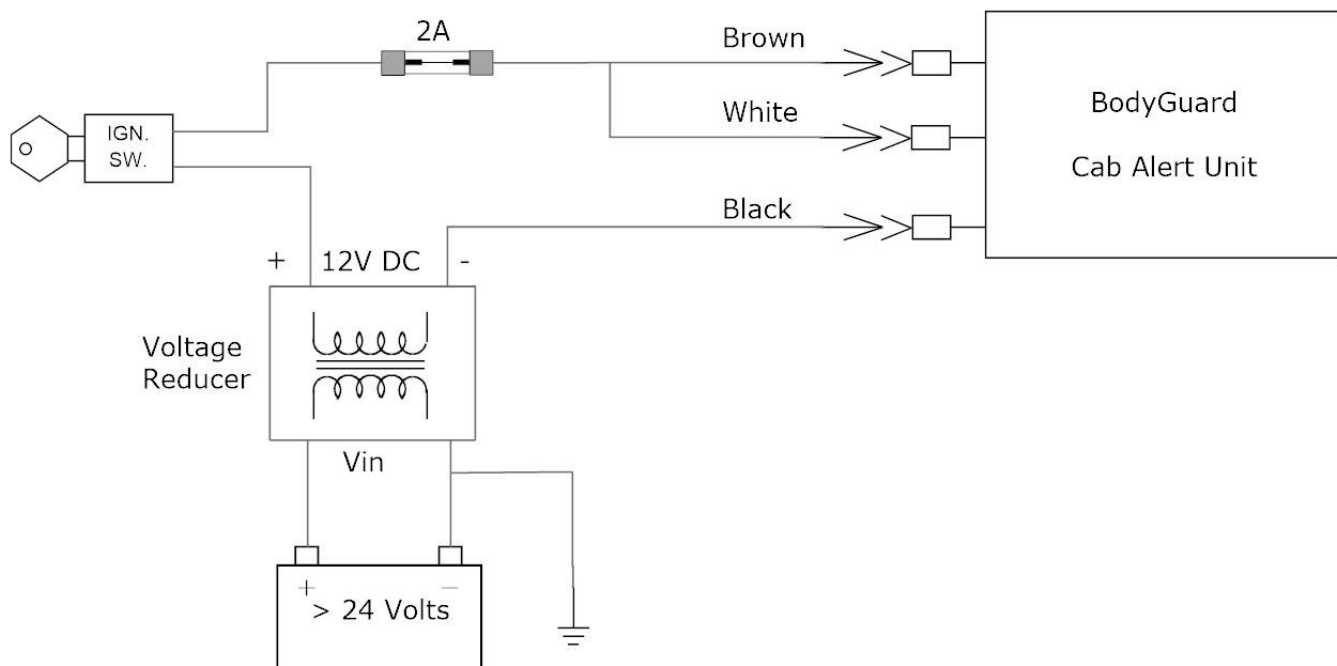 2A
Brown
White
Black
IGN.
SW.
BodyGuard
Cab Alert Unit
+ 12V DC -
Voltage
Reducer
Vin
+ −
> 24 Volts